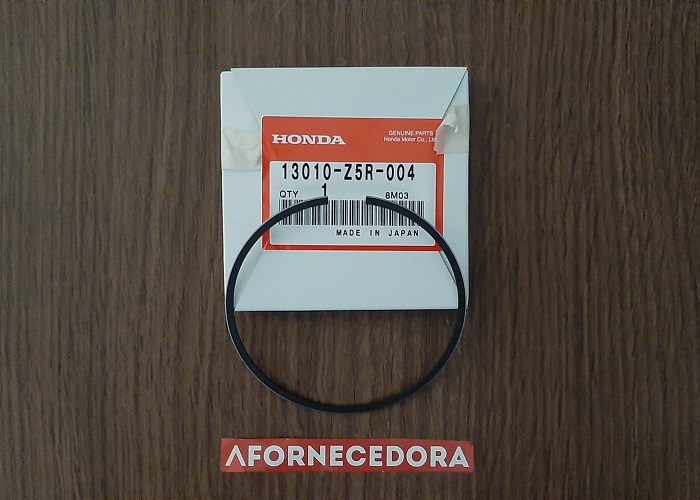 HONDA
GENUINE PARTS
Honda Motor Co., Ltd.
13010-Z5R-004
QTY 1 8M03
MADE IN JAPAN
AFORNECEDORA